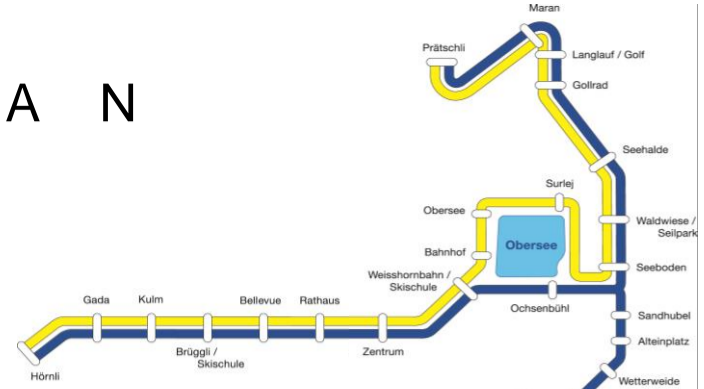 A N
Maran
Prätschli
Langlauf / Golf
Gollrad
Seehalde
Surlej
Obersee
Waldwiese /
Seilpark
Obersee
Bahnhof
Weisshornbahn /
Skischule
Seeboden
Ochsenbühl
Gada
Kulm
Bellevue
Rathaus
Sandhubel
Alteinplatz
Brüggli /
Skischule
Zentrum
Hörnli
Wetterweide